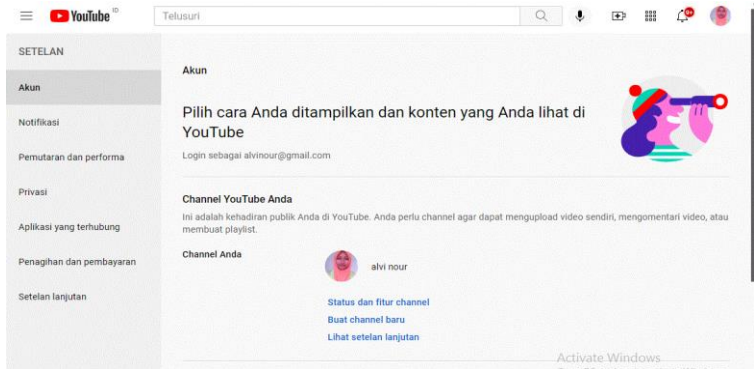 YouTube ID
Telusuri
9+
SETELAN
Akun
Notifikasi
Pemutaran dan performa
Privasi
Aplikasi yang terhubung
Penagihan dan pembayaran
Setelan lanjutan
Akun
Pilih cara Anda ditampilkan dan konten yang Anda lihat di
YouTube
Login sebagai alvinour@gmail.com
Channel YouTube Anda
Ini adalah kehadiran publik Anda di YouTube. Anda perlu channel agar dapat mengupload video sendiri, mengomentari video, atau
membuat playlist.
Channel Anda
alvi nour
Status dan fitur channel
Buat channel baru
Lihat setelan lanjutan
Activate Windows